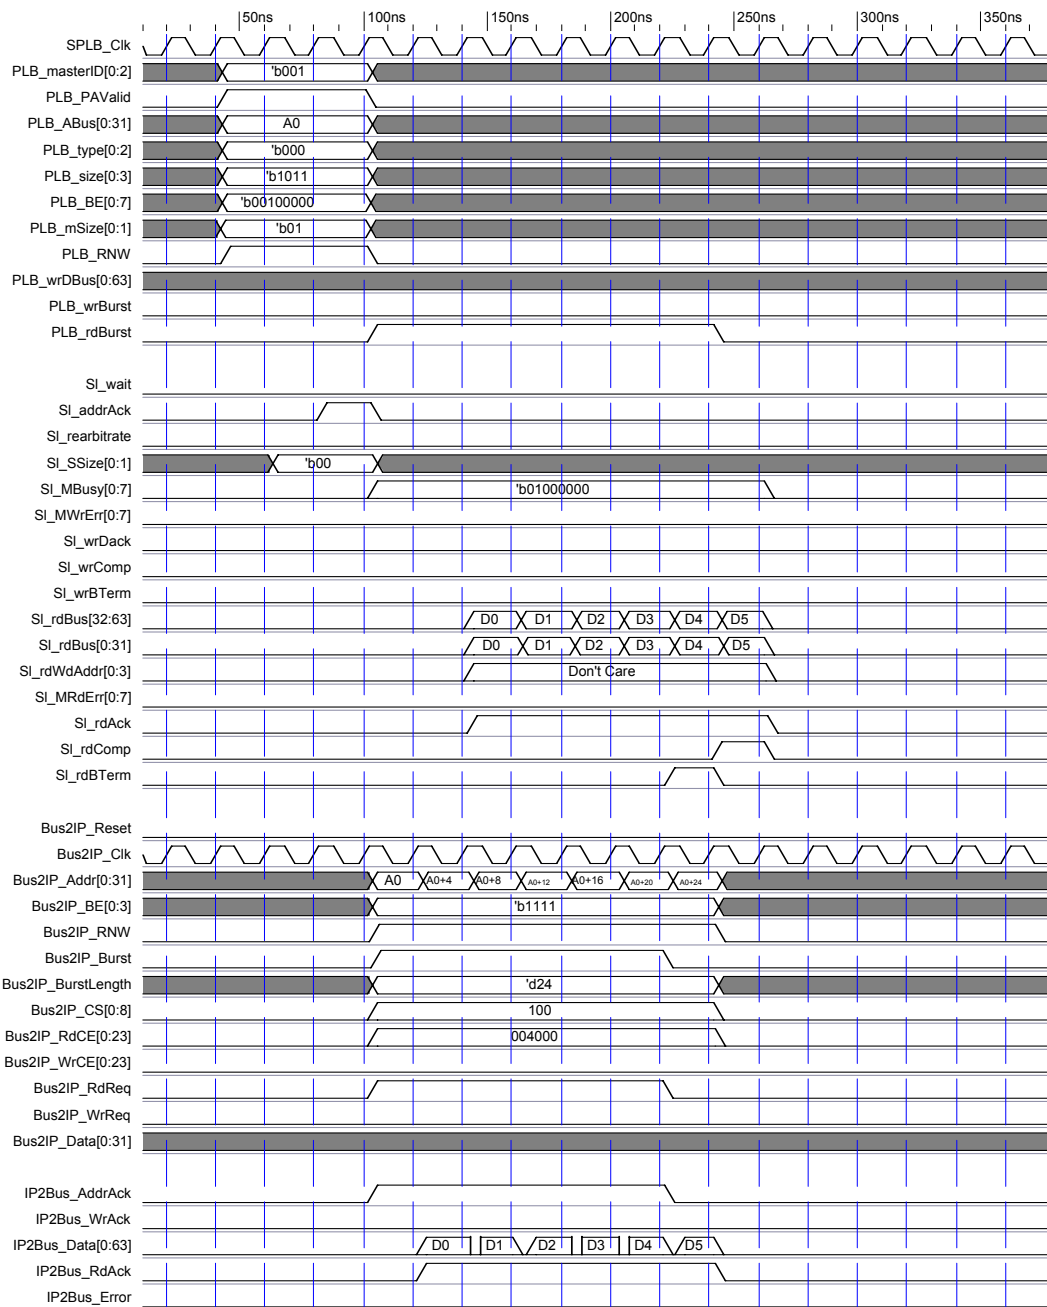 50ns 100ns 150ns 200ns 250ns 300ns 350ns
SPLB_Clk
PLB_masterID[0:2] 'b001
PLB_PAValid
PLB_ABus[0:31] A0
PLB_type[0:2] 'b000
PLB_size[0:3] 'b1011
PLB_BE[0:7] 'b00100000
PLB_mSize[0:1] 'b01
PLB_RNW
PLB_wrDBus[0:63]
PLB_wrBurst
PLB_rdBurst
Sl_wait
Sl_addrAck
Sl_rearbitrate
Sl_SSize[0:1] 'b00
Sl_MBusy[0:7] 'b01000000
Sl_MWrErr[0:7]
Sl_wrDack
Sl_wrComp
Sl_wrBTerm
Sl_rdBus[32:63] D0 D1 D2 D3 D4 D5
Sl_rdBus[0:31] D0 D1 D2 D3 D4 D5
Sl_rdWdAddr[0:3] Don't Care
Sl_MRdErr[0:7]
Sl_rdAck
Sl_rdComp
Sl_rdBTerm
Bus2IP_Reset
Bus2IP_Clk
Bus2IP_Addr[0:31] A0 A0+4 A0+8 A0+12 A0+16 A0+20 A0+24
Bus2IP_BE[0:3] 'b1111
Bus2IP_RNW
Bus2IP_Burst
Bus2IP_BurstLength 'd24
Bus2IP_CS[0:8] 100
Bus2IP_RdCE[0:23] 004000
Bus2IP_WrCE[0:23]
Bus2IP_RdReq
Bus2IP_WrReq
Bus2IP_Data[0:31]
IP2Bus_AddrAck
IP2Bus_WrAck
IP2Bus_Data[0:63] D0 D1 D2 D3 D4 D5
IP2Bus_RdAck
IP2Bus_Error